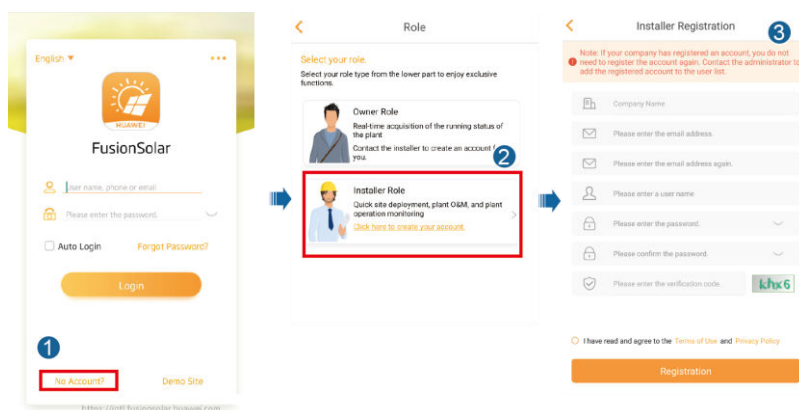 English ▼
HUAWEI
FusionSolar
User name, phone or email
Please enter the password.
Auto Login
Forgot Password?
Login
1
No Account?
Demo Site
https://intl.fusionsolar.huawei.com
Role
Select your role
Select your role type from the lower part to enjoy exclusive
functions.
Owner Role
Real-time acquisition of the running status of
the plant
Contact the installer to create an account f
you.
2
Installer Role
Quick site deployment, plant O&M, and plant
operation monitoring
Click here to create your account.
Installer Registration
3
Note: If your company has registered an account, you do not
need to register the account again. Contact the administrator to
add the registered account to the user list.
Company Name
Please enter the email address.
Please enter the email address again.
Please enter a user name
Please enter the password.
Please confirm the password.
Please enter the verification code.
khx6
I have read and agree to the Terms of Use and Privacy Policy
Registration